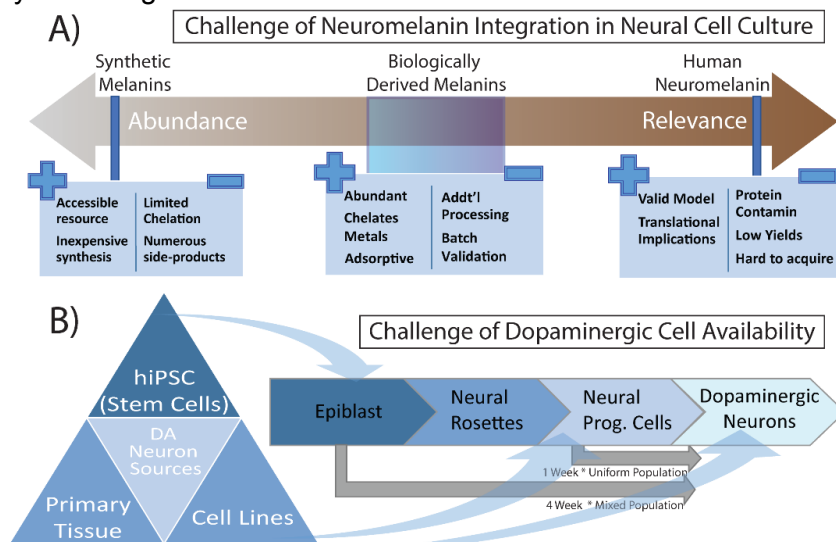 A)
Challenge of Neuromelanin Integration in Neural Cell Culture
Synthetic
Melanins
Biologically
Derived Melanins
Human
Neuromelanin
Abundance
Relevance
Accessible
resource
Inexpensive
synthesis
Limited
Chelation
Numerous
side-products
Abundant
Chelates
Metals
Adsorptive
Addt'l
Processing
Batch
Validation
Valid Model
Translational
Implications
Protein
Contamin
Low Yields
Hard to acquire
B)
Challenge of Dopaminergic Cell Availability
hiPSC
(Stem Cells)
DA
Neuron
Sources
Primary
Tissue
Cell Lines
Epiblast
Neural
Rosettes
Neural
Prog. Cells
Dopaminergic
Neurons
1 Week * Uniform Population
4 Week * Mixed Population